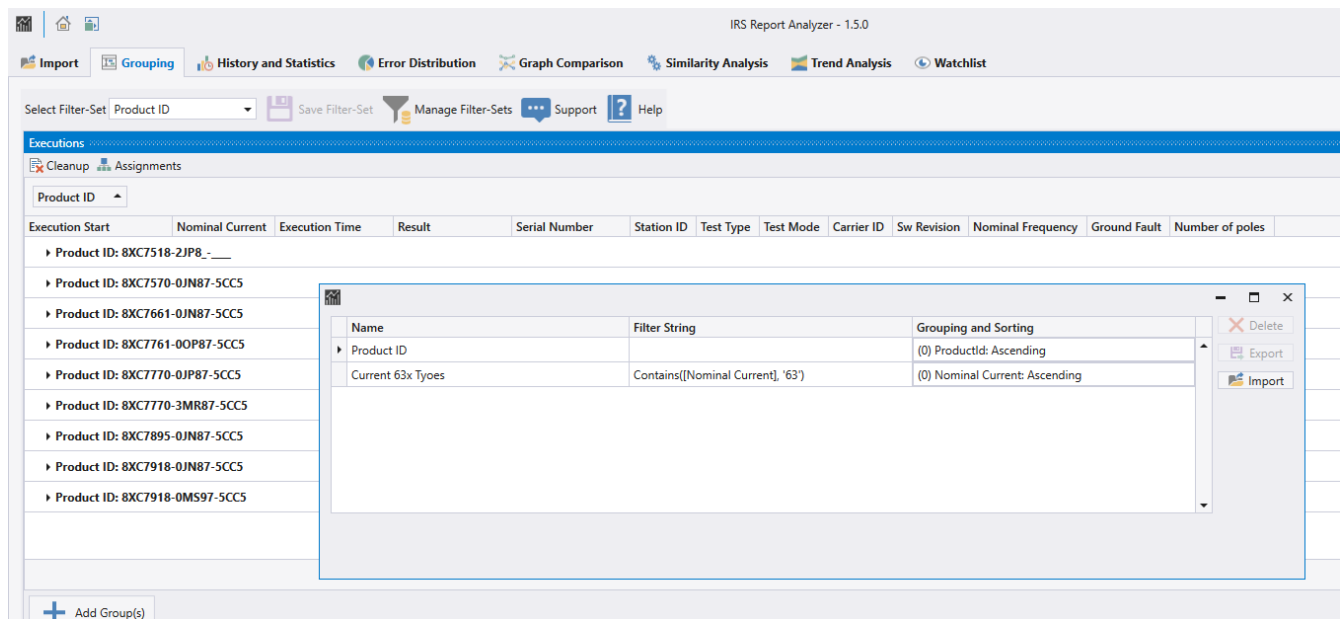 IRS Report Analyzer - 1.5.0
Import Grouping History and Statistics Error Distribution Graph Comparison Similarity Analysis Trend Analysis Watchlist
Select Filter-Set Product ID Save Filter-Set Manage Filter-Sets Support Help
Executions
Cleanup Assignments
Product ID
Execution Start Nominal Current Execution Time Result Serial Number Station ID Test Type Test Mode Carrier ID Sw Revision Nominal Frequency Ground Fault Number of poles
Product ID: 8XC7518-2JP8_-___
Product ID: 8XC7570-0JN87-5CC5
Product ID: 8XC7661-0JN87-5CC5
Product ID: 8XC7761-0OP87-5CC5
Product ID: 8XC7770-0JP87-5CC5
Product ID: 8XC7770-3MR87-5CC5
Product ID: 8XC7895-0JN87-5CC5
Product ID: 8XC7918-0JN87-5CC5
Product ID: 8XC7918-0MS97-5CC5
Name Filter String Grouping and Sorting Delete
Product ID (0) ProductId: Ascending Export
Current 63x Tyoes Contains([Nominal Current], '63') (0) Nominal Current: Ascending Import
Add Group(s)